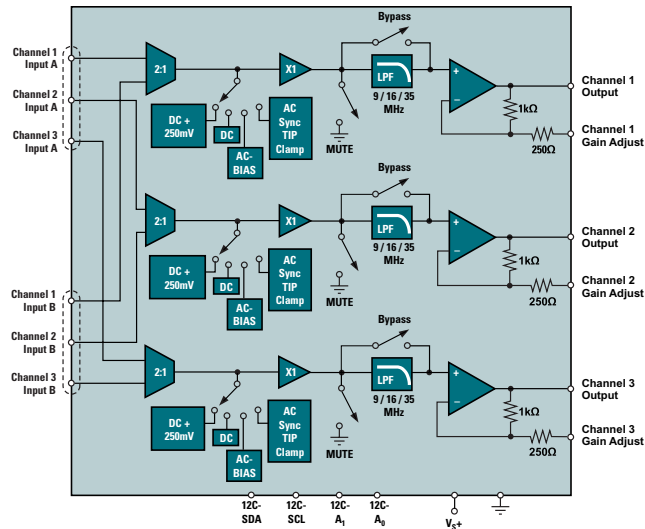 Channel 1
Input A
Channel 2
Input A
Channel 3
Input A
Channel 1
Input B
Channel 2
Input B
Channel 3
Input B
2:1
DC +
250mV
DC
AC-
BIAS
AC
Sync
TIP
Clamp
X1
MUTE
Bypass
LPF
9 / 16 / 35
MHz
+
–
1kΩ
250Ω
Channel 1
Output
Channel 1
Gain Adjust
2:1
DC +
250mV
DC
AC-
BIAS
AC
Sync
TIP
Clamp
X1
MUTE
Bypass
LPF
9 / 16 / 35
MHz
+
–
1kΩ
250Ω
Channel 2
Output
Channel 2
Gain Adjust
2:1
DC +
250mV
DC
AC-
BIAS
AC
Sync
TIP
Clamp
X1
MUTE
Bypass
LPF
9 / 16 / 35
MHz
+
–
1kΩ
250Ω
Channel 3
Output
Channel 3
Gain Adjust
12C-
SDA
12C-
SCL
12C-
A1
12C-
A0
VS+